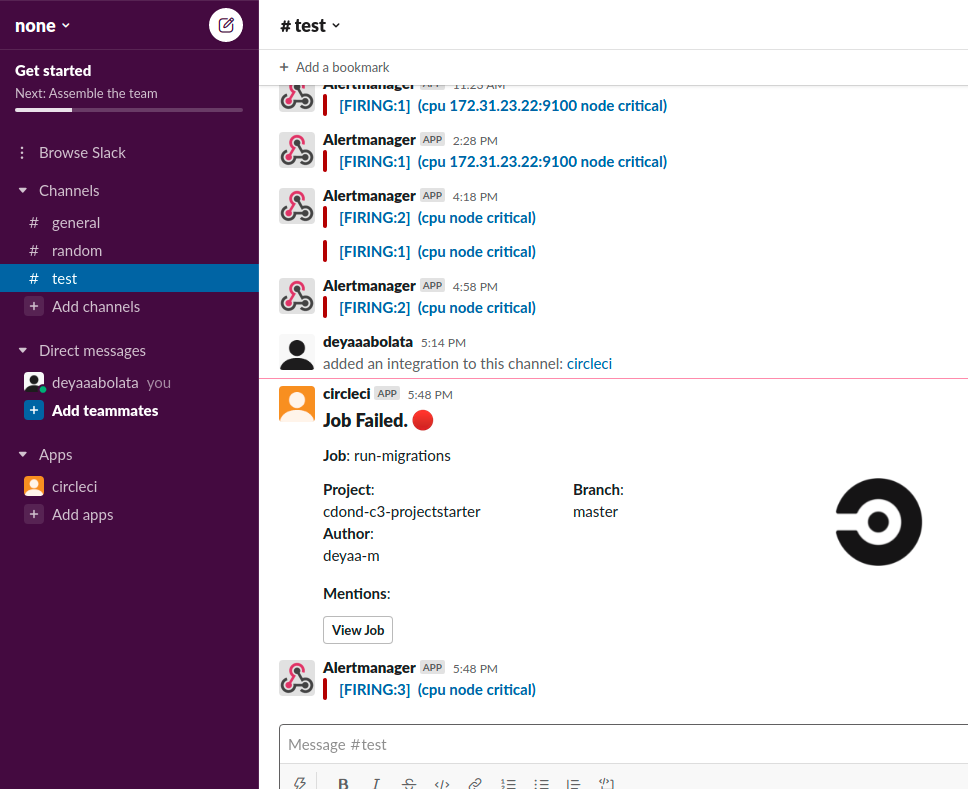 none
Get started
Next: Assemble the team
Browse Slack
Channels
# general
# random
# test
+ Add channels
Direct messages
deyaaabolata you
+ Add teammates
Apps
circleci
+ Add apps
# test
+ Add a bookmark
Alertmanager APP 11:23 AM
[FIRING:1] (cpu 172.31.23.22:9100 node critical)
Alertmanager APP 2:28 PM
[FIRING:1] (cpu 172.31.23.22:9100 node critical)
Alertmanager APP 4:18 PM
[FIRING:2] (cpu node critical)
[FIRING:1] (cpu node critical)
Alertmanager APP 4:58 PM
[FIRING:2] (cpu node critical)
deyaaabolata 5:14 PM
added an integration to this channel: circleci
circleci APP 5:48 PM
Job Failed.
Job: run-migrations
Project: Branch:
cdond-c3-projectstarter master
Author:
deyaa-m
Mentions:
View Job
Alertmanager APP 5:48 PM
[FIRING:3] (cpu node critical)
Message #test